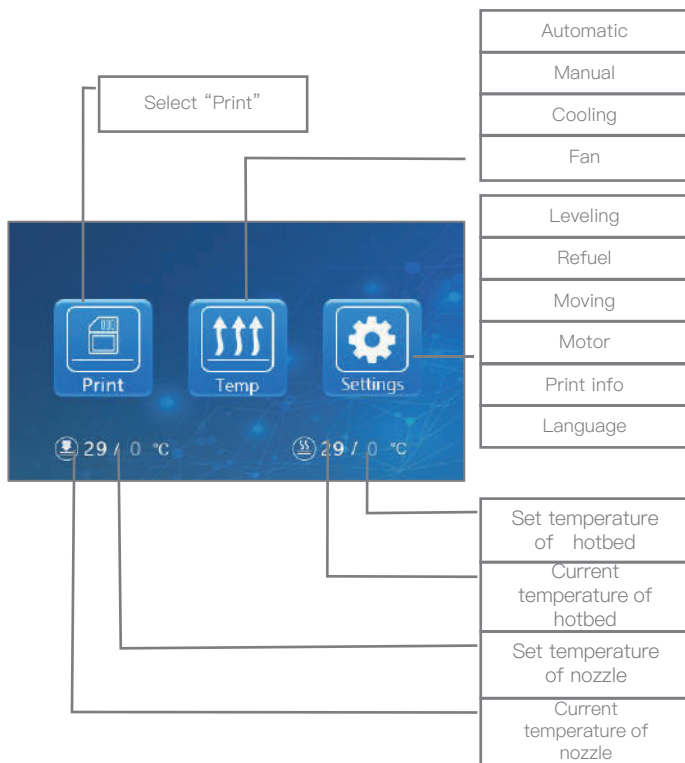 Automatic
Manual
Select “Print”
Cooling
Fan
Leveling
Refuel
Moving
Motor
Print info
Language
Print
Temp
Settings
29 / 0 °C
29 / 0 °C
Set temperature
of hotbed
Current
temperature of
hotbed
Set temperature
of nozzle
Current
temperature of
nozzle